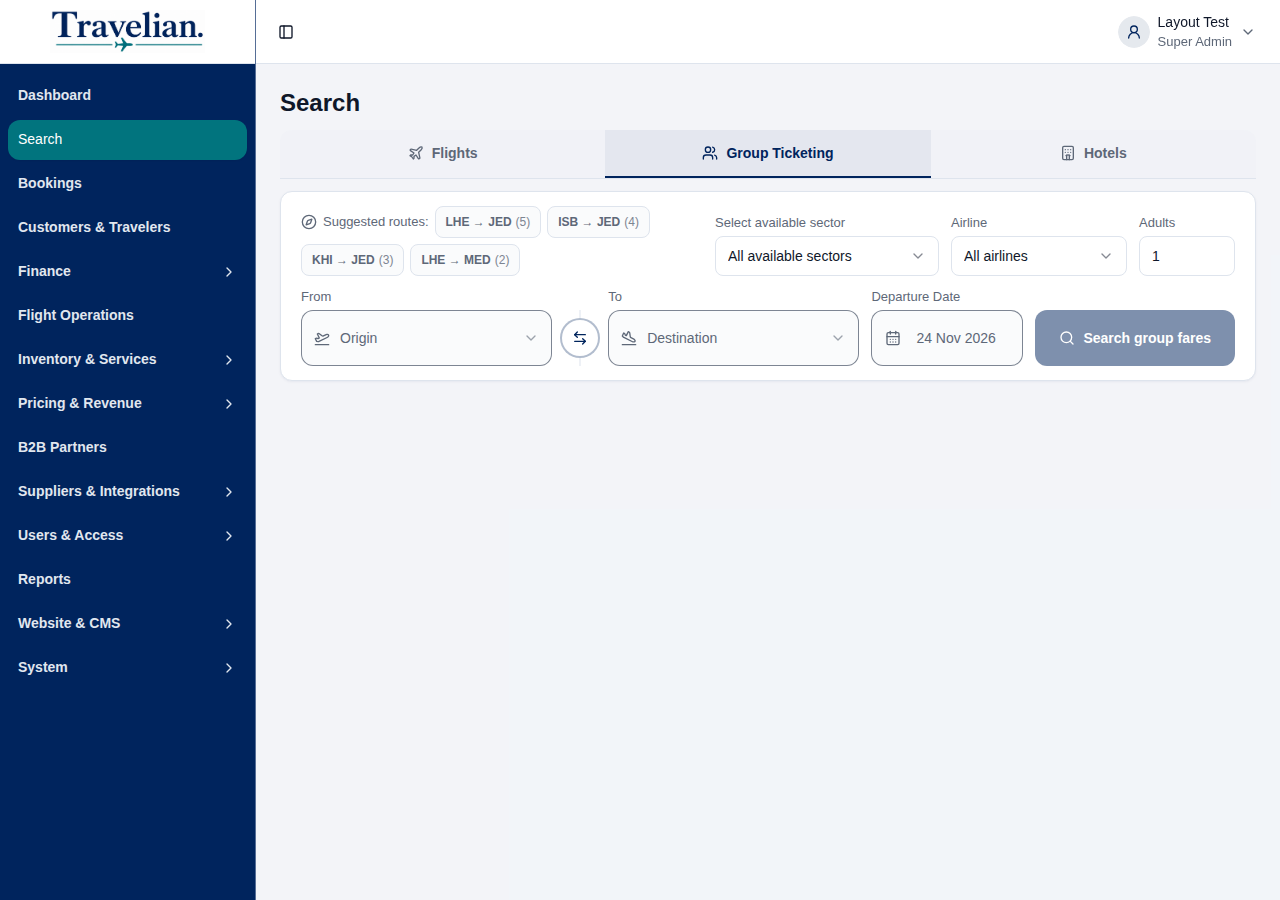 Travelian.
Layout Test
Super Admin
Dashboard
Search
Bookings
Customers & Travelers
Finance
Flight Operations
Inventory & Services
Pricing & Revenue
B2B Partners
Suppliers & Integrations
Users & Access
Reports
Website & CMS
System
Search
Flights
Group Ticketing
Hotels
Suggested routes: LHE → JED (5) ISB → JED (4)
KHI → JED (3) LHE → MED (2)
Select available sector
All available sectors
Airline
All airlines
Adults
1
From
Origin
To
Destination
Departure Date
24 Nov 2026
Search group fares